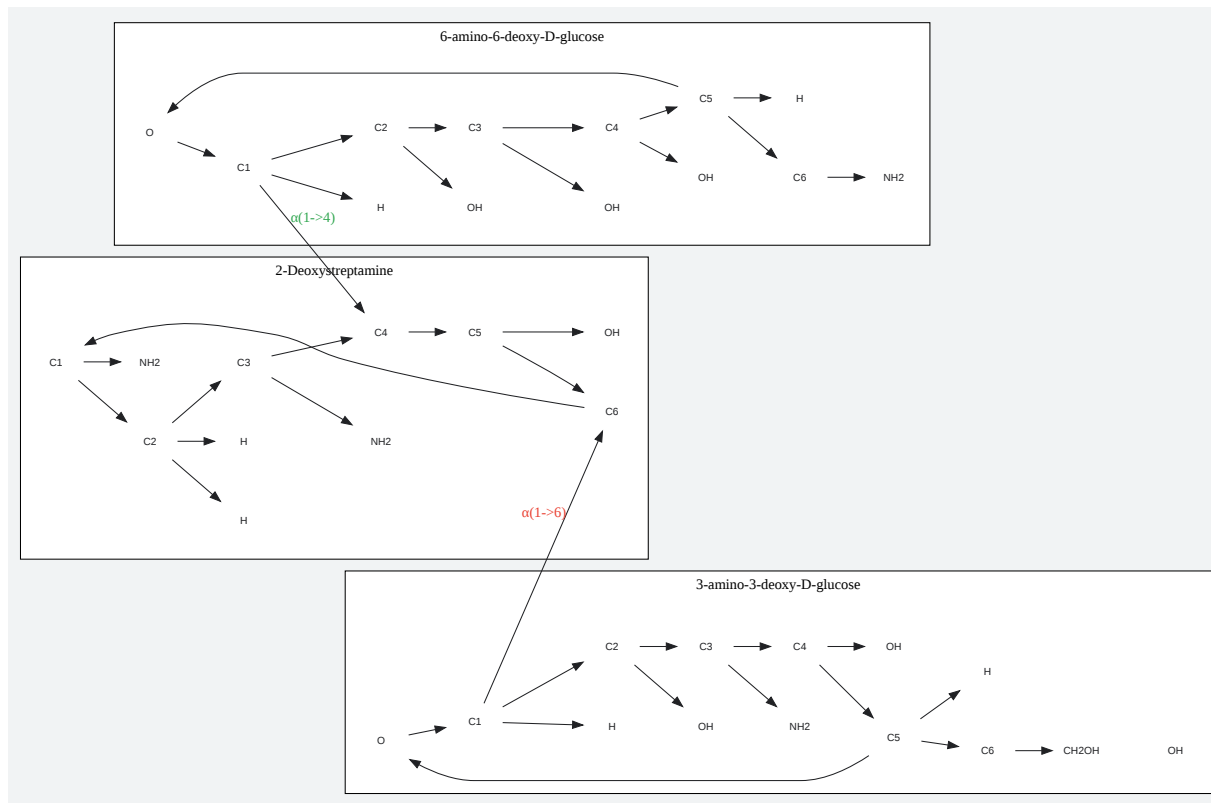 6-amino-6-deoxy-D-glucose
C5
H
O
C2
C3
C4
C1
OH
C6
NH2
H
OH
OH
α(1->4)
2-Deoxystreptamine
C4
C5
OH
C1
NH2
C3
C6
C2
H
NH2
H
α(1->6)
3-amino-3-deoxy-D-glucose
C2
C3
C4
OH
H
C1
H
OH
NH2
C5
O
C6
CH2OH
OH